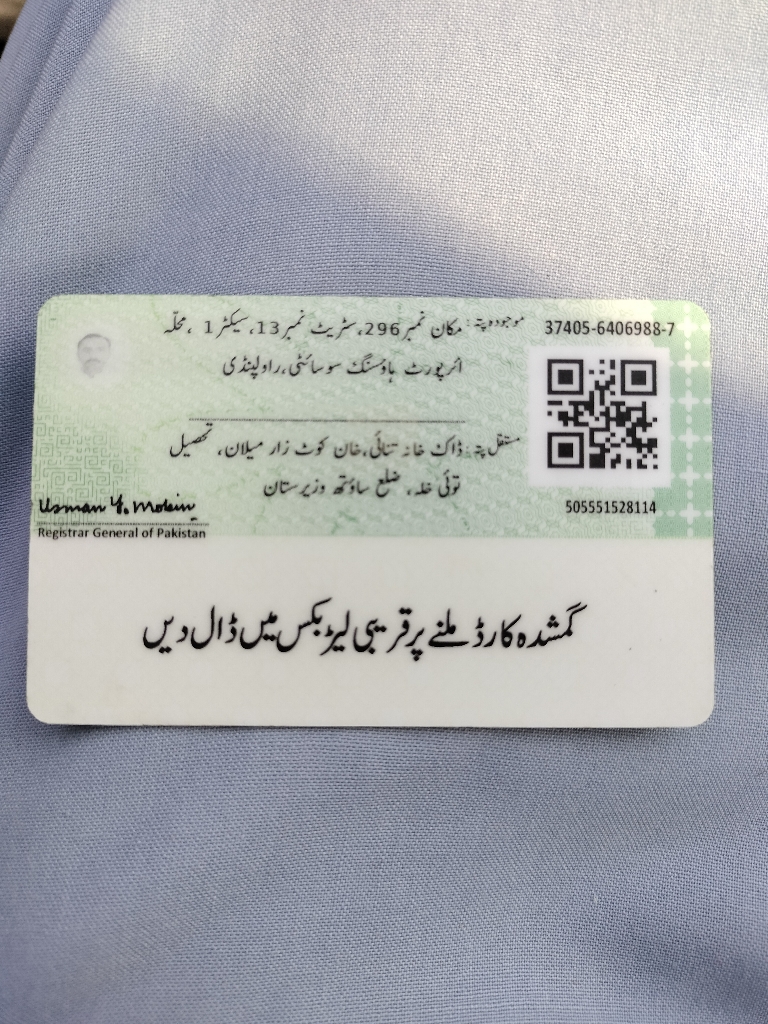 موجودہ پتہ: مکان نمبر 296، سٹریٹ نمبر 13، سیکٹر 1، محلّہ
ائرپورٹ ہاؤسنگ سوسائٹی، راولپنڈی
37405-6406988-7
مستقل پتہ: ڈاک خانہ تنائی، خان کوٹ زار میلان، تحصیل
توئی خلہ، ضلع ساؤتھ وزیرستان
505551528114
Usman Y. Mobin
Registrar General of Pakistan
گمشدہ کارڈ ملنے پر قریبی لیٹر بکس میں ڈال دیں